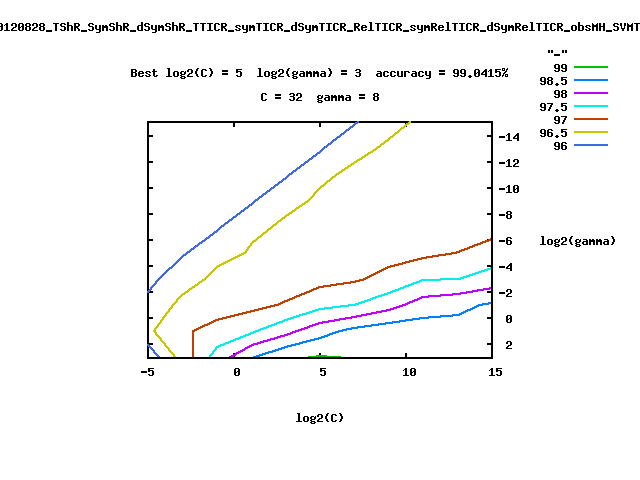 0120828_TShR_SymShR_dSymShR_TTICR_symTICR_dSymTICR_RelTICR_symRelTICR_dSymRelTICR_obsMH_SVMT
"_"
Best log2(C) = 5 log2(gamma) = 3 accuracy = 99.0415%
C = 32 gamma = 8
99
98.5
98
97.5
97
96.5
96
-14
-12
-10
-8
-6
-4
-2
0
2
log2(gamma)
-5 0 5 10 15
log2(C)